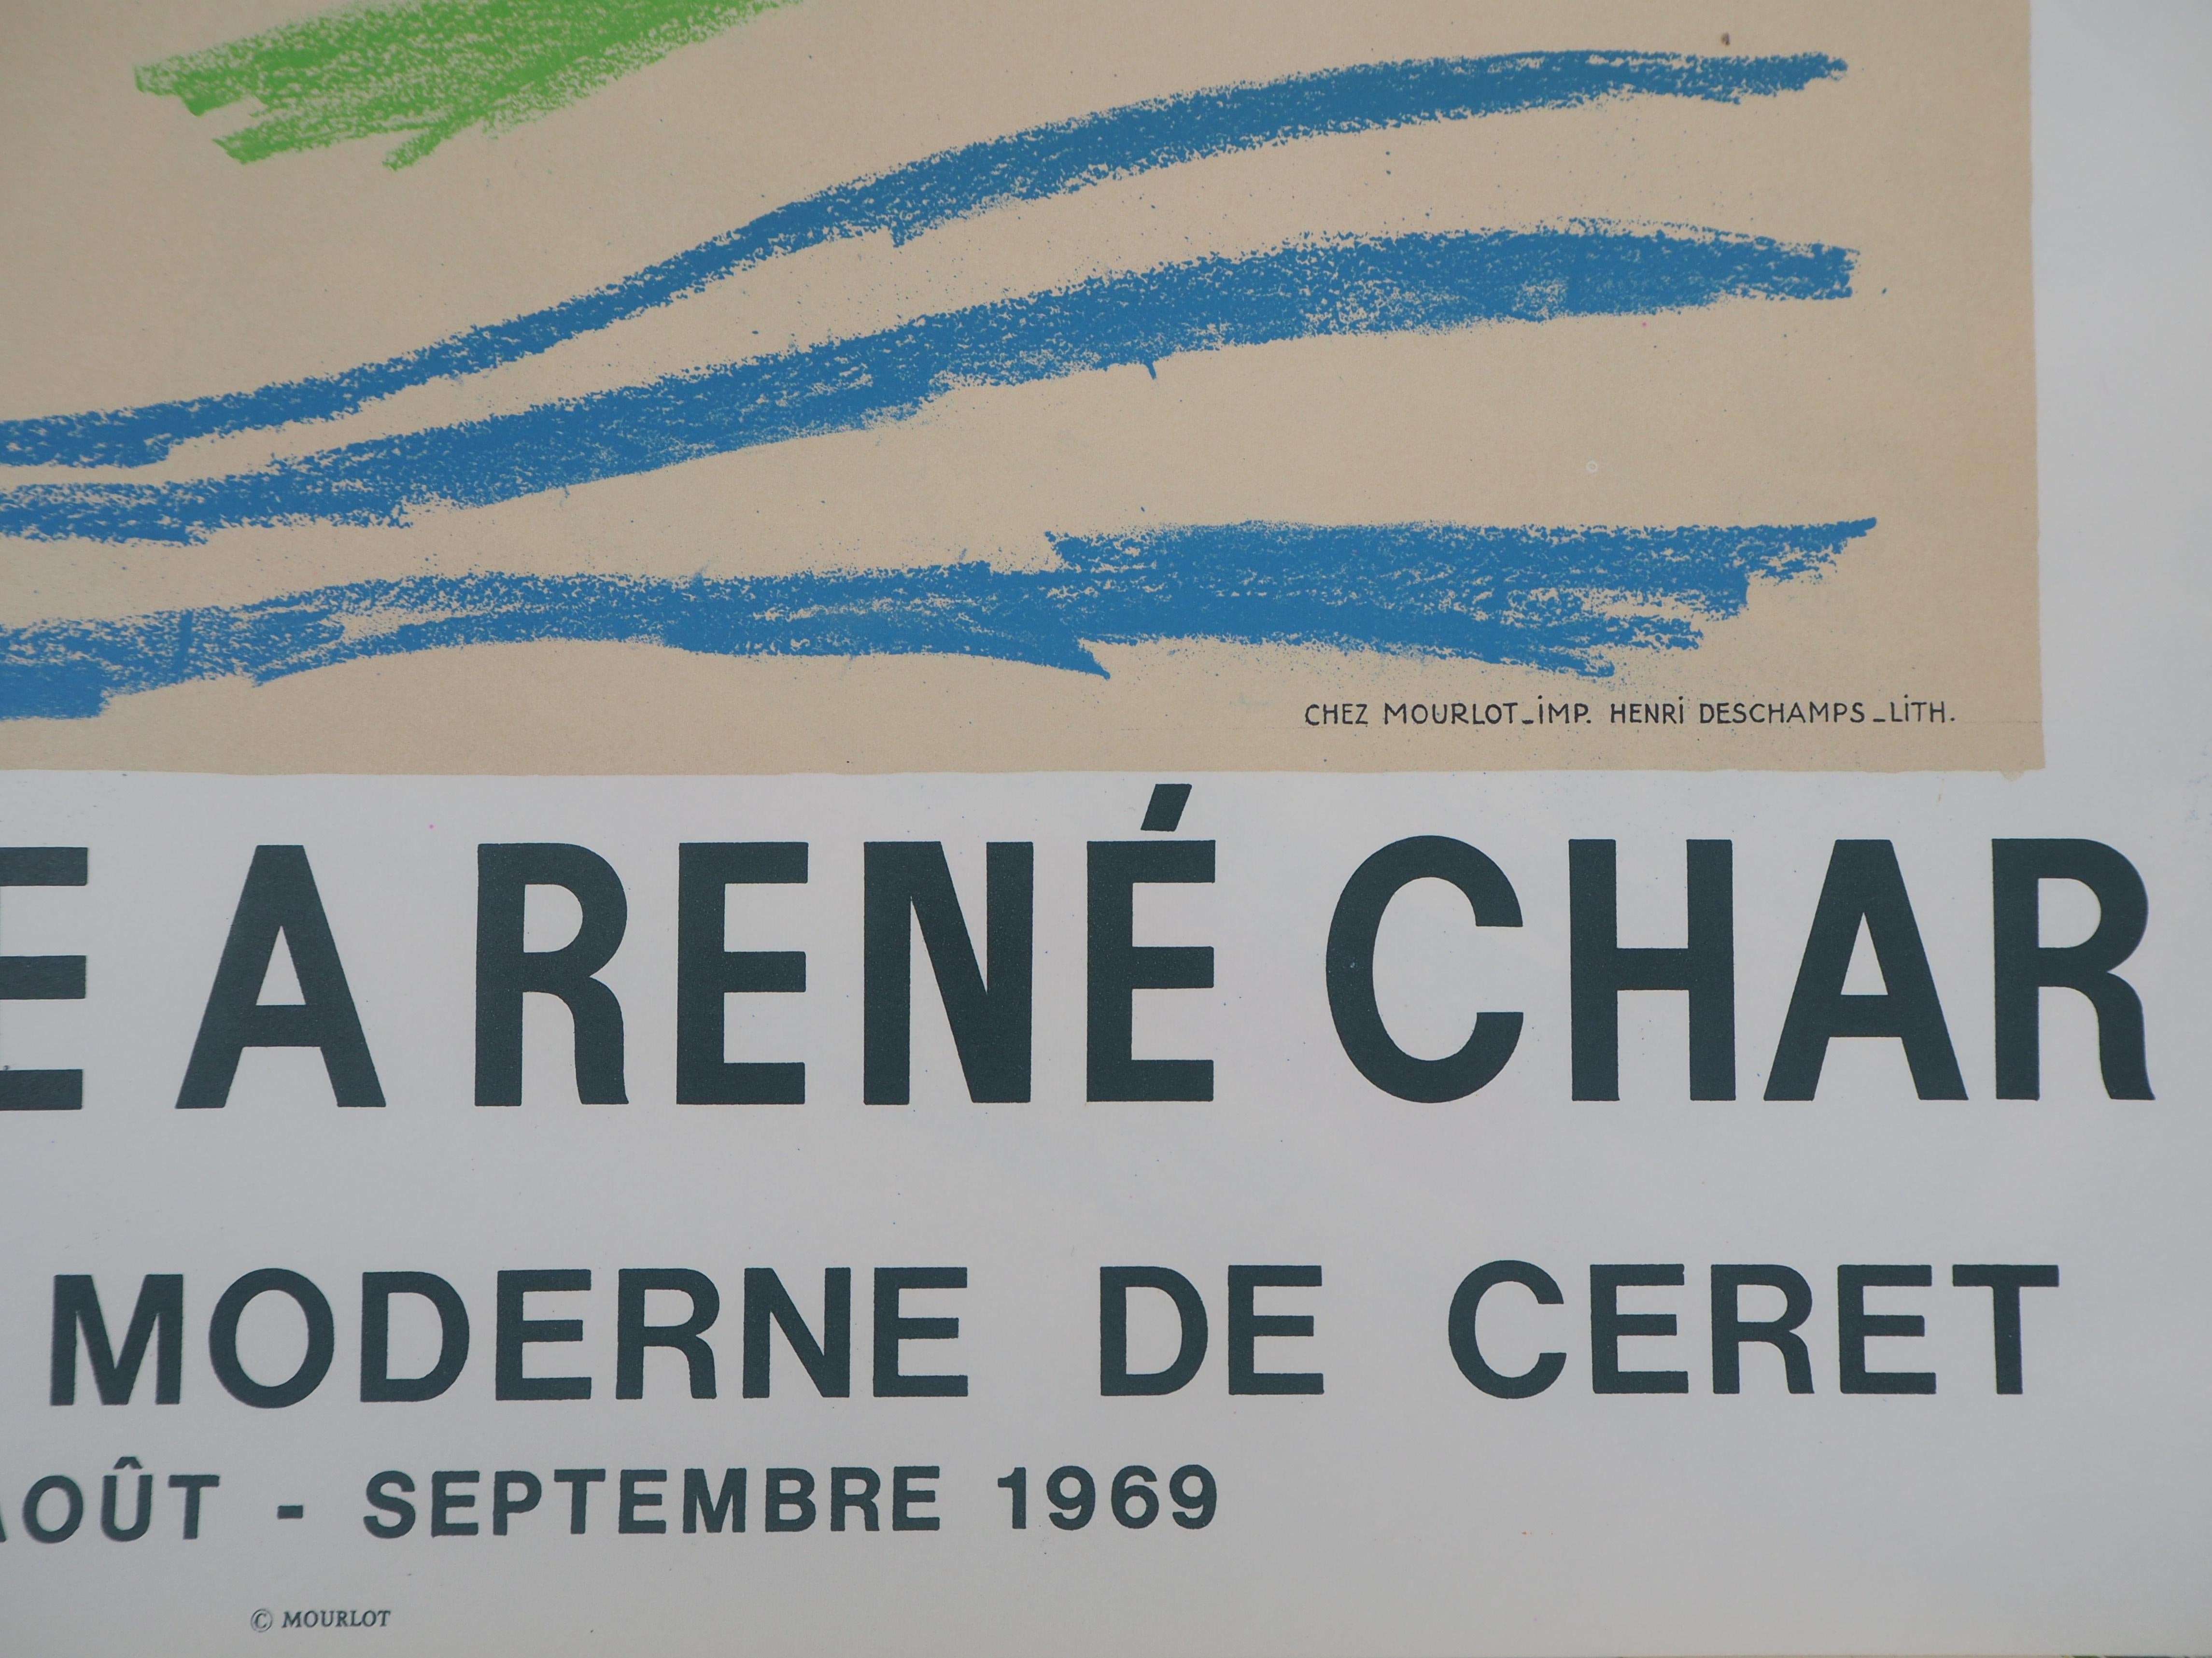 CHEZ MOURLOT_IMP. HENRI DESCHAMPS_LITH.
E A RENÉ CHAR
MODERNE DE CERET
AOÛT - SEPTEMBRE 1969
© MOURLOT